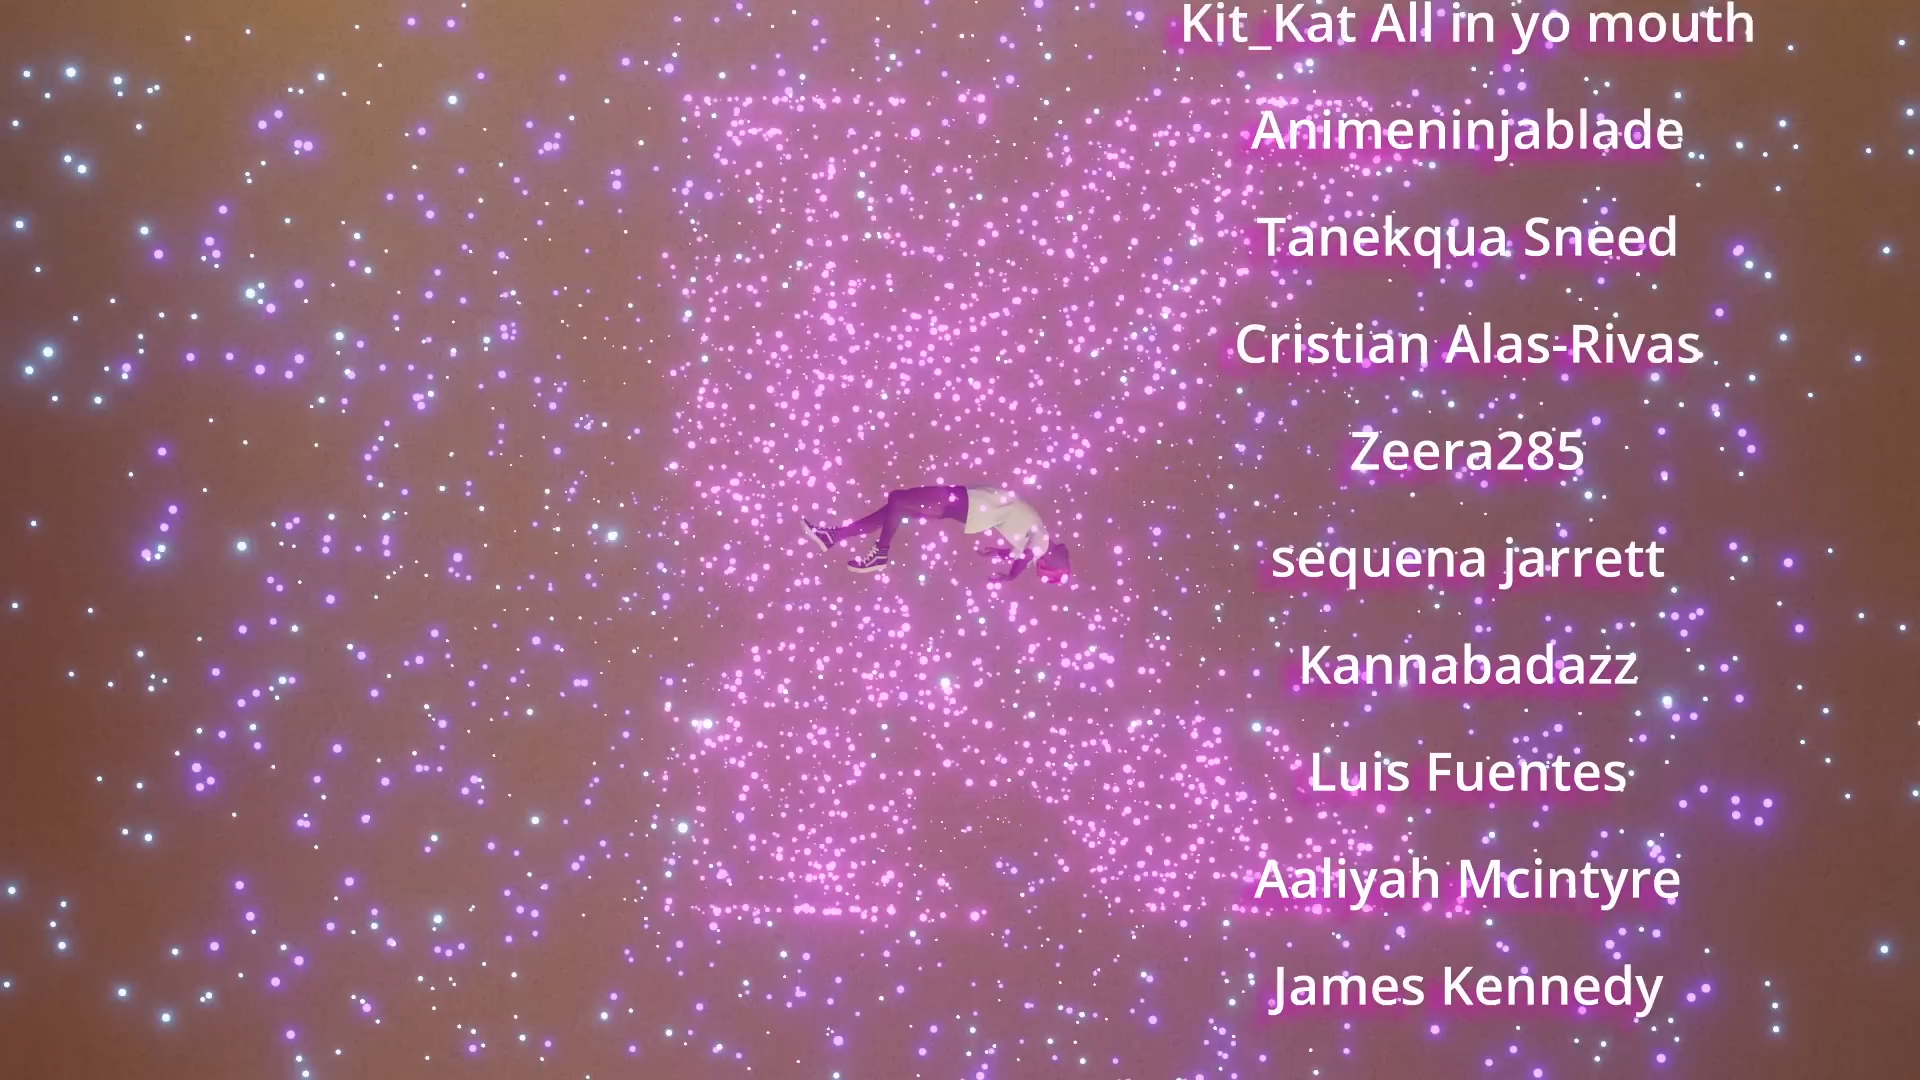 Kit_Kat All in yo mouth
Animeninjablade
Tanekqua Sneed
Cristian Alas-Rivas
Zeera285
sequena jarrett
Kannabadazz
Luis Fuentes
Aaliyah Mcintyre
James Kennedy